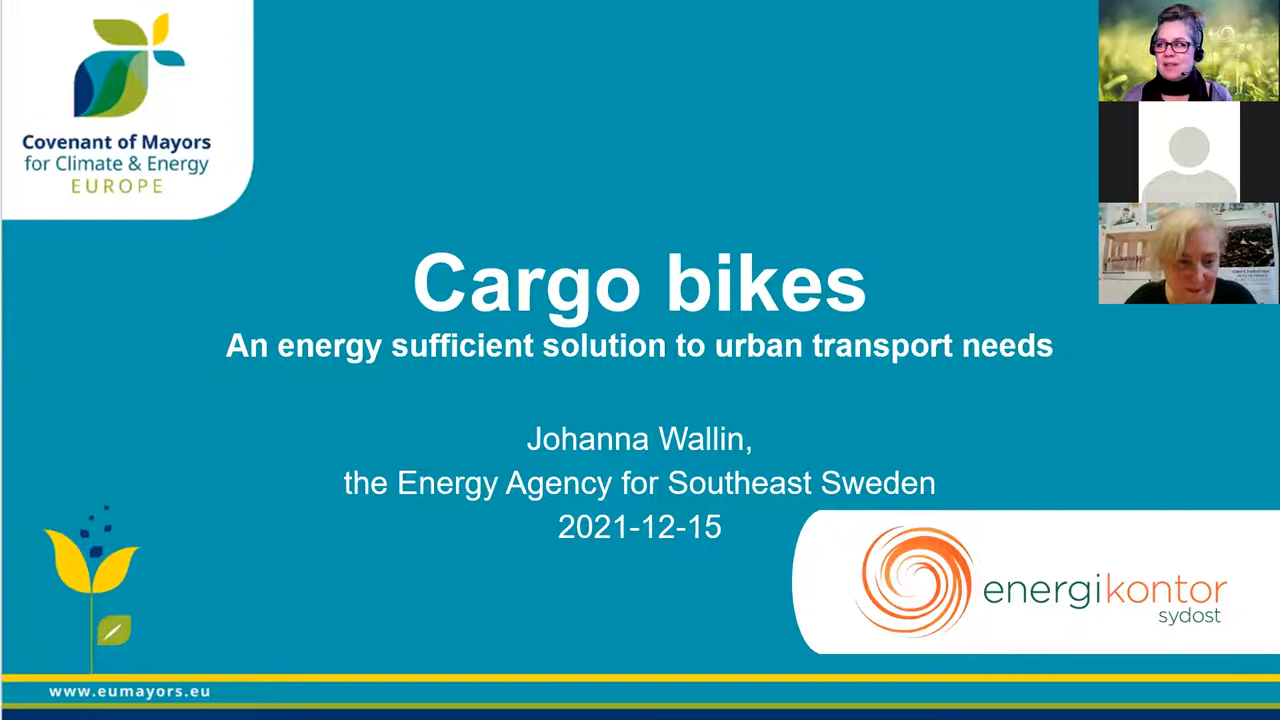 Covenant of Mayors
for Climate & Energy
EUROPE
Cargo bikes
An energy sufficient solution to urban transport needs
Johanna Wallin,
the Energy Agency for Southeast Sweden
2021-12-15
energikontor
sydost
www.eumayors.eu